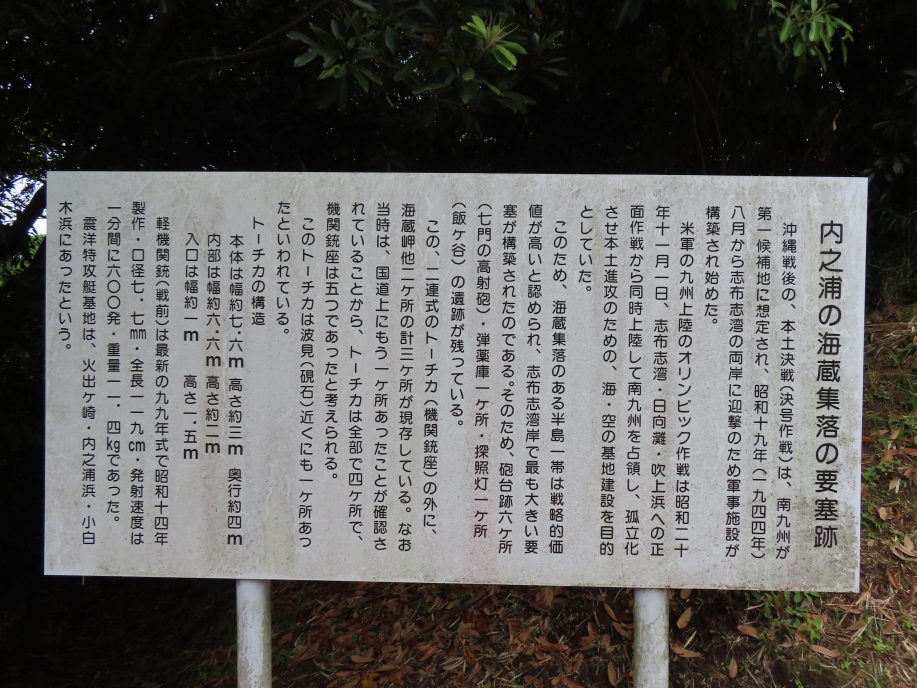 内之浦の海蔵集落の要塞跡
沖縄戦後の、本土決戦(決号作戦)は、南九州が
第一候補地に想定され、昭和十九年(一九四四年)
八月から志布志湾の両岸に迎撃のため軍事施設が
構築され始めた。
米軍の九州上陸のオリンピック作戦は昭和二十
年十一月一日、志布志湾・日向灘・吹上浜への正
面作戦から同時上陸して南九州を占領し、孤立化
させ本土進攻のための、海・空の基地建設を目的
としていた。
このため、海蔵集落のある半島一帯は戦略的価
値が高いと認められ、志布志湾岸で最も大きい要
塞が構築されたのである。そのため、砲台跡六ヶ所
(七門の高射砲)・弾薬庫一ケ所・探照灯一ヶ所
(飯ヶ谷)の遺跡が残っている。
この、二連式のトーチカ(機関銃座)の外に、
海蔵岬他二ケ所の計三ケ所が現存している。なお
当時は、国道上にもう一ヶ所あったことが確認さ
れていることから、トーチカは全部で四ヶ所で、
機関銃座は五つであったと考えられる。
このトーチカは波見(硯石)近くにも一ヶ所あっ
たといわれている。
トーチカの構造
本体は幅約七・六m 高さ約三m 奥行約四m
内部は幅約六・六m 高さ約二m
入口は幅約一m 高さ一・五m
軽機関銃(戦前)は最新の九九年式で昭和十四年
製作・口径七・七㎜・全長一一九㎝・発射速度は
一分間に六〇〇発・重量一一・四㎏であった。
震洋特攻艇基地は、火出ヶ崎・内之浦浜・小白
木浜にあったという。